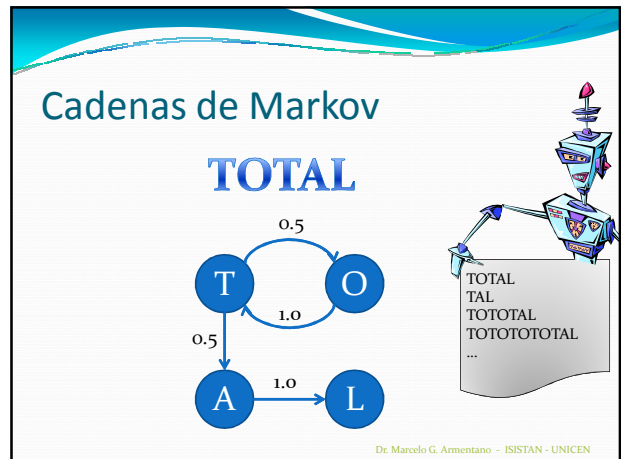 Cadenas de Markov
TOTAL
0.5
T
O
1.0
0.5
A
1.0
L
TOTAL
TAL
TOTOTAL
TOTOTOTOTAL
...
Dr. Marcelo G. Armentano - ISISTAN - UNICEN